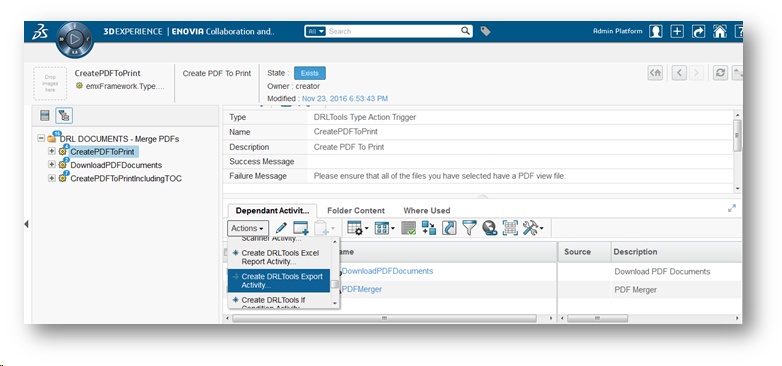 3DEXPERIENCE | ENOVIA Collaboration and..
All
Search
Admin Platform
Drop images here
CreatePDFToPrint
emxFramework.Type....
Create PDF To Print
State : Exists
Owner : creator
Modified : Nov 23, 2016 6:53:43 PM
DRL DOCUMENTS - Merge PDFs
CreatePDFToPrint
DownloadPDFDocuments
CreatePDFToPrintIncludingTOC
Type DRLTools Type Action Trigger
Name CreatePDFToPrint
Description Create PDF To Print
Success Message
Failure Message Please ensure that all of the files you have selected have a PDF view file.
Dependant Activit... Folder Content Where Used
Actions
Scanner Activity...
Create DRLTools Excel
Report Activity...
Create DRLTools Export
Activity...
Create DRLTools If
Condition Activity...
ame Source Description
DownloadPDFDocuments Download PDF Documents
PDFMerger PDF Merger